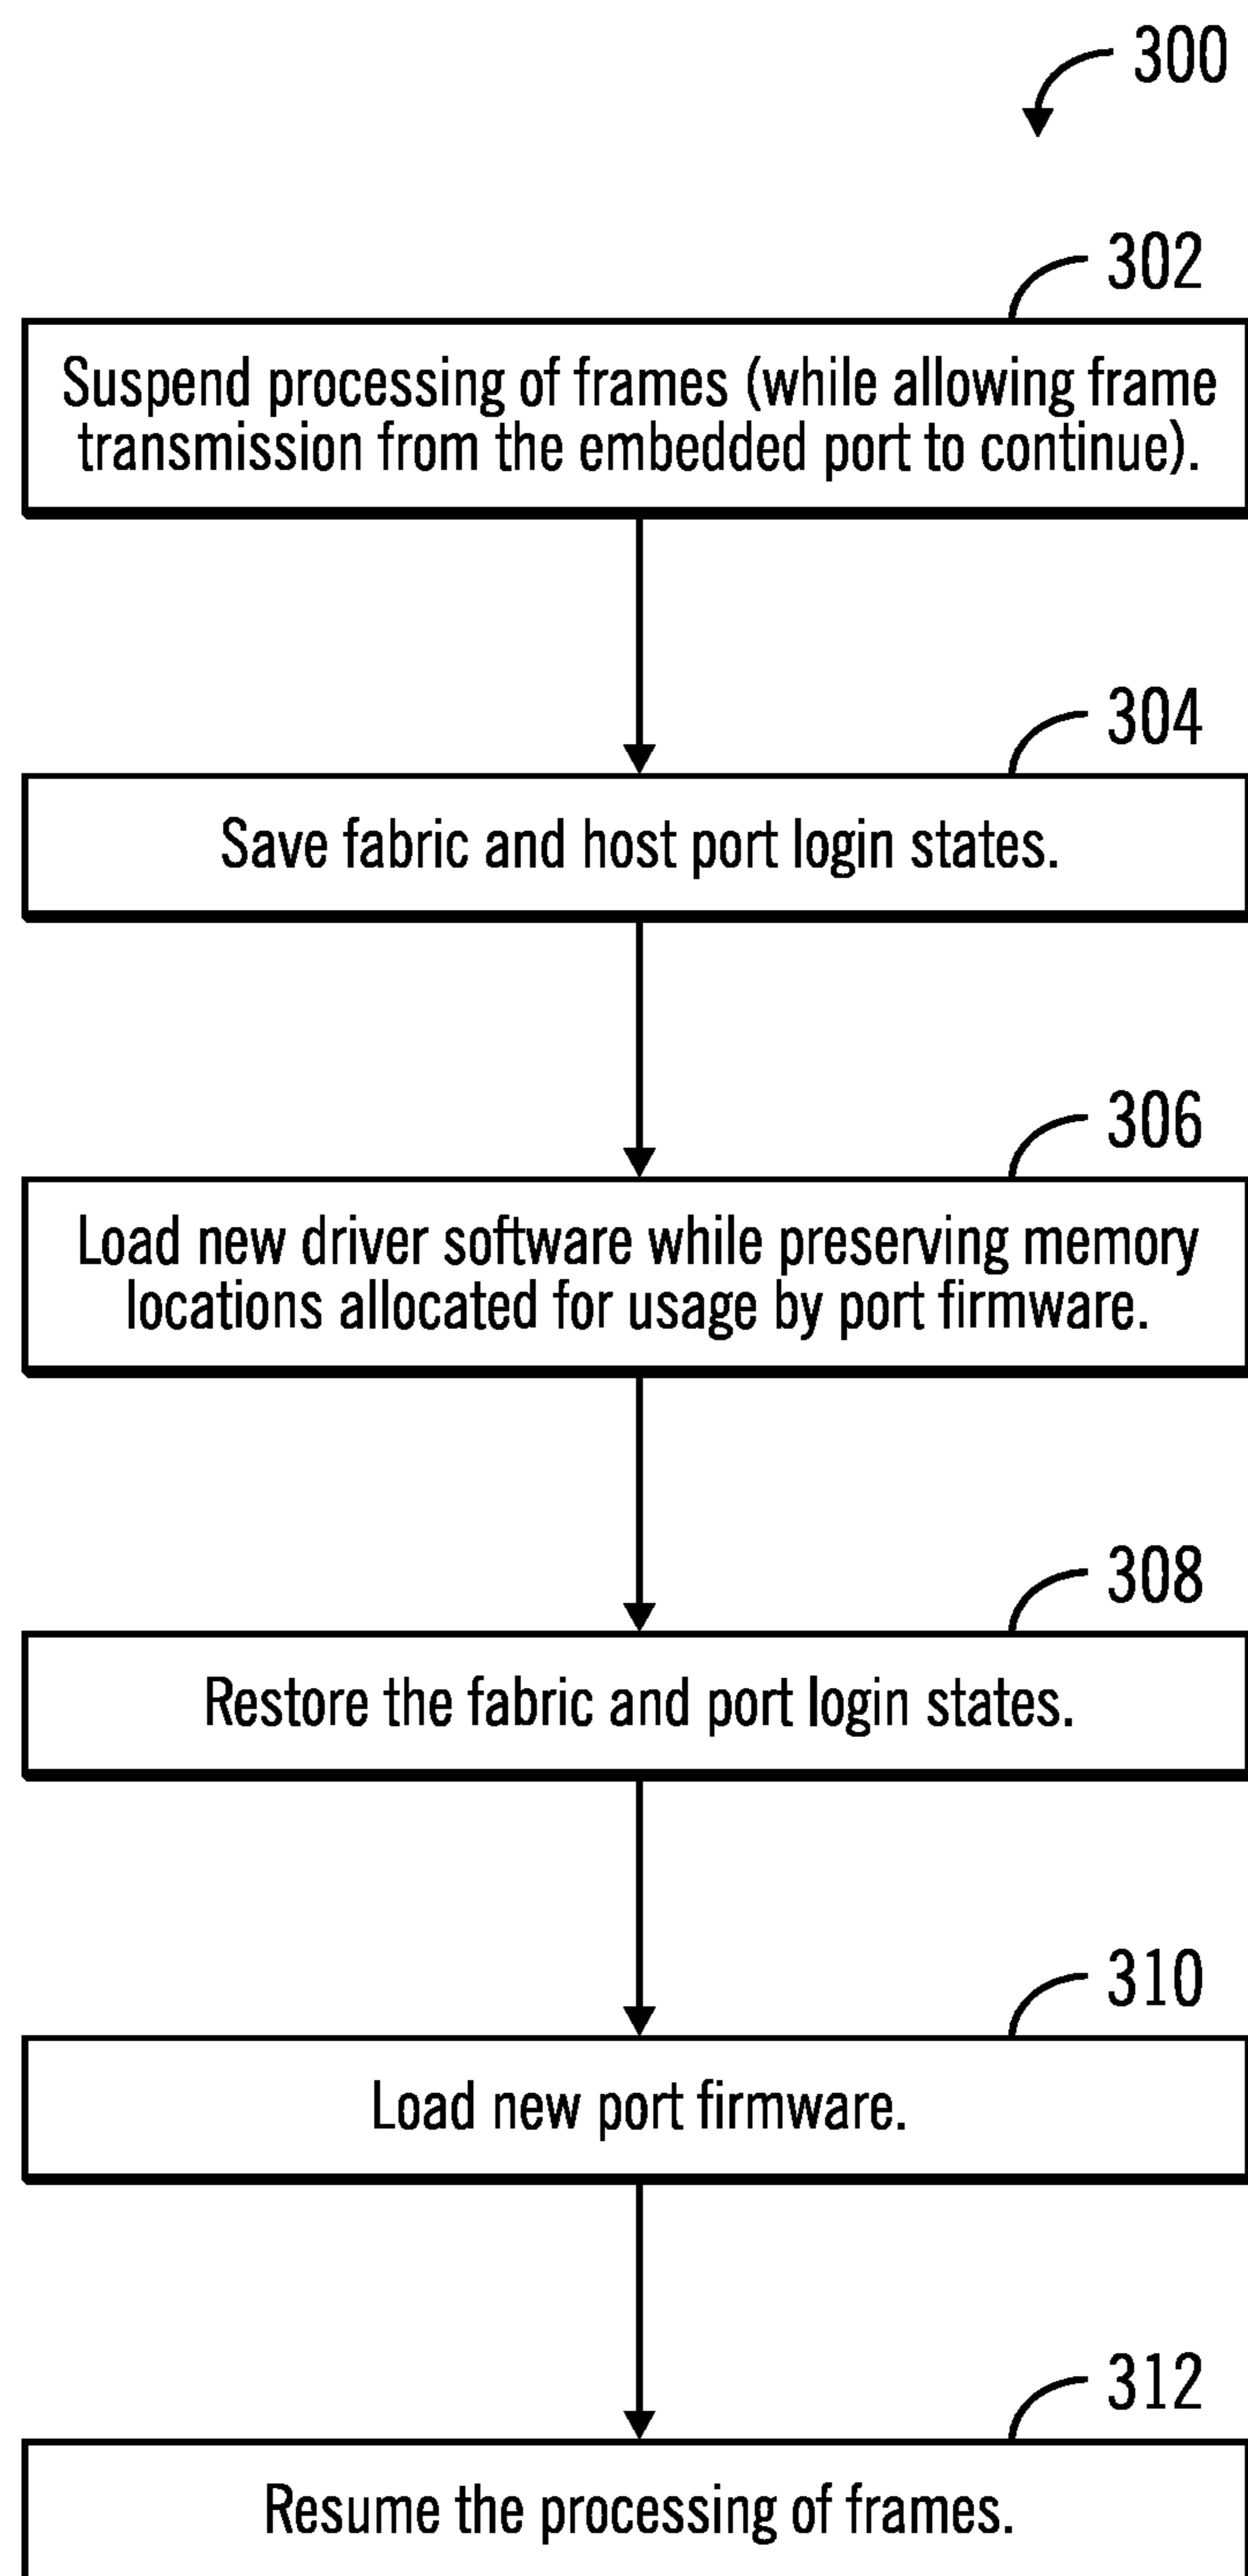 300
302
Suspend processing of frames (while allowing frame
transmission from the embedded port to continue).
304
Save fabric and host port login states.
306
Load new driver software while preserving memory
locations allocated for usage by port firmware.
308
Restore the fabric and port login states.
310
Load new port firmware.
312
Resume the processing of frames.